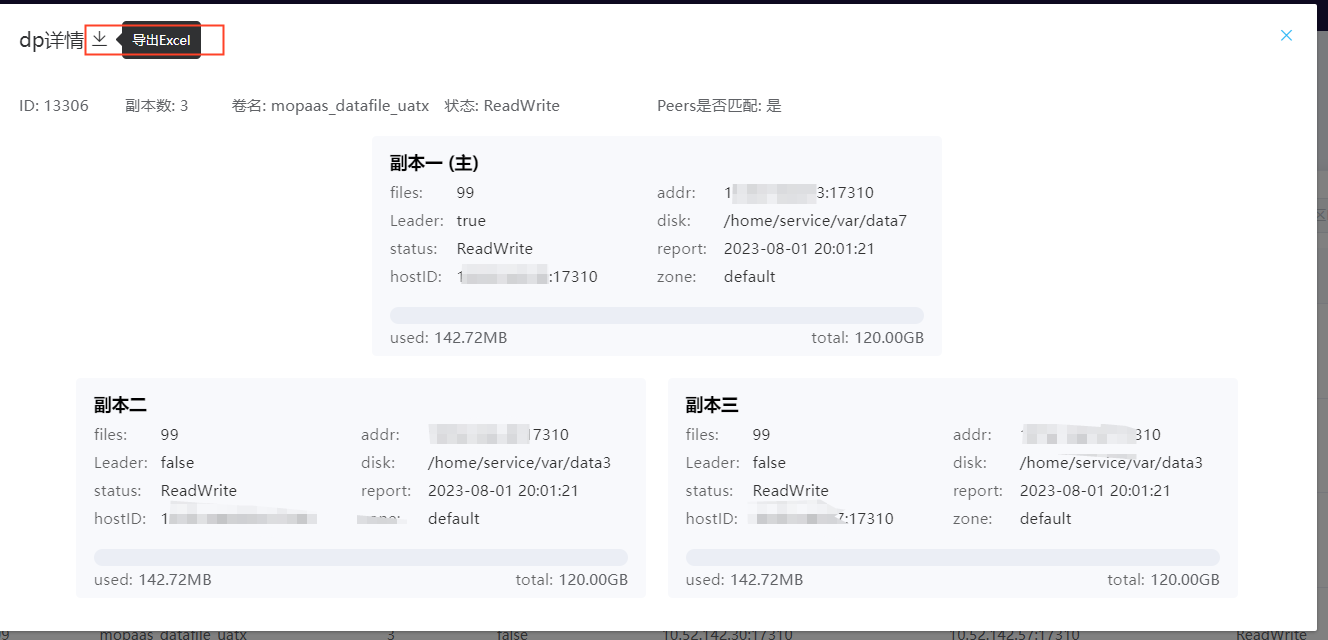 dp详情 导出Excel
ID: 13306 副本数: 3 卷名: mopaas_datafile_uatx 状态: ReadWrite Peers是否匹配: 是
副本一 (主)
files: 99 addr: 1 3:17310
Leader: true disk: /home/service/var/data7
status: ReadWrite report: 2023-08-01 20:01:21
hostID: 1 :17310 zone: default
used: 142.72MB total: 120.00GB
副本二
files: 99 addr: 17310
Leader: false disk: /home/service/var/data3
status: ReadWrite report: 2023-08-01 20:01:21
hostID: 1 default
used: 142.72MB total: 120.00GB
副本三
files: 99 addr: 310
Leader: false disk: /home/service/var/data3
status: ReadWrite report: 2023-08-01 20:01:21
hostID: 7:17310 zone: default
used: 142.72MB total: 120.00GB
mopaas_datafile_uatx 3 false 10.52.142.30:17310 10.52.142.57:17310 ReadWrite